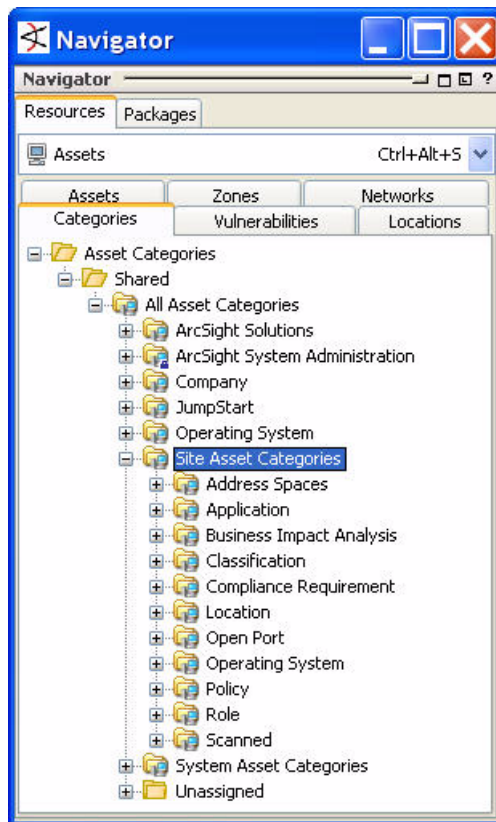 Navigator
Navigator ?
Resources Packages
Assets Ctrl+Alt+S
Assets Zones Networks
Categories Vulnerabilities Locations
Asset Categories
Shared
All Asset Categories
ArcSight Solutions
ArcSight System Administration
Company
JumpStart
Operating System
Site Asset Categories
Address Spaces
Application
Business Impact Analysis
Classification
Compliance Requirement
Location
Open Port
Operating System
Policy
Role
Scanned
System Asset Categories
Unassigned